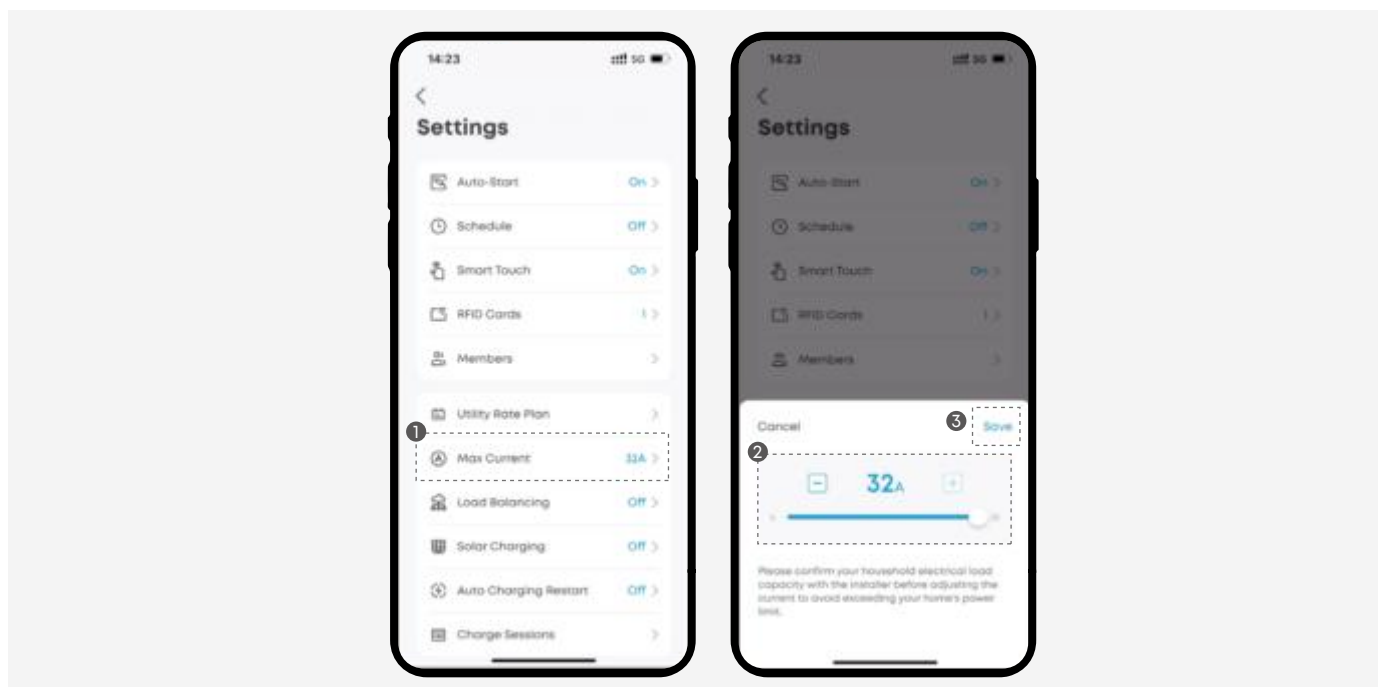 14:23 5G
Settings
Auto-Start On
Schedule Off
Smart Touch On
RFID Cards 1
Members
Utility Rate Plan
1
Max Current 32A
Load Balancing Off
Solar Charging Off
Auto Charging Restart Off
Charge Sessions
14:23 5G
Settings
Auto-Start On
Schedule Off
Smart Touch On
RFID Cards 1
Members
Cancel 3 Save
2
32A
Please confirm your household electrical load
capacity with the installer before adjusting the
current to avoid exceeding your home's power
limit.